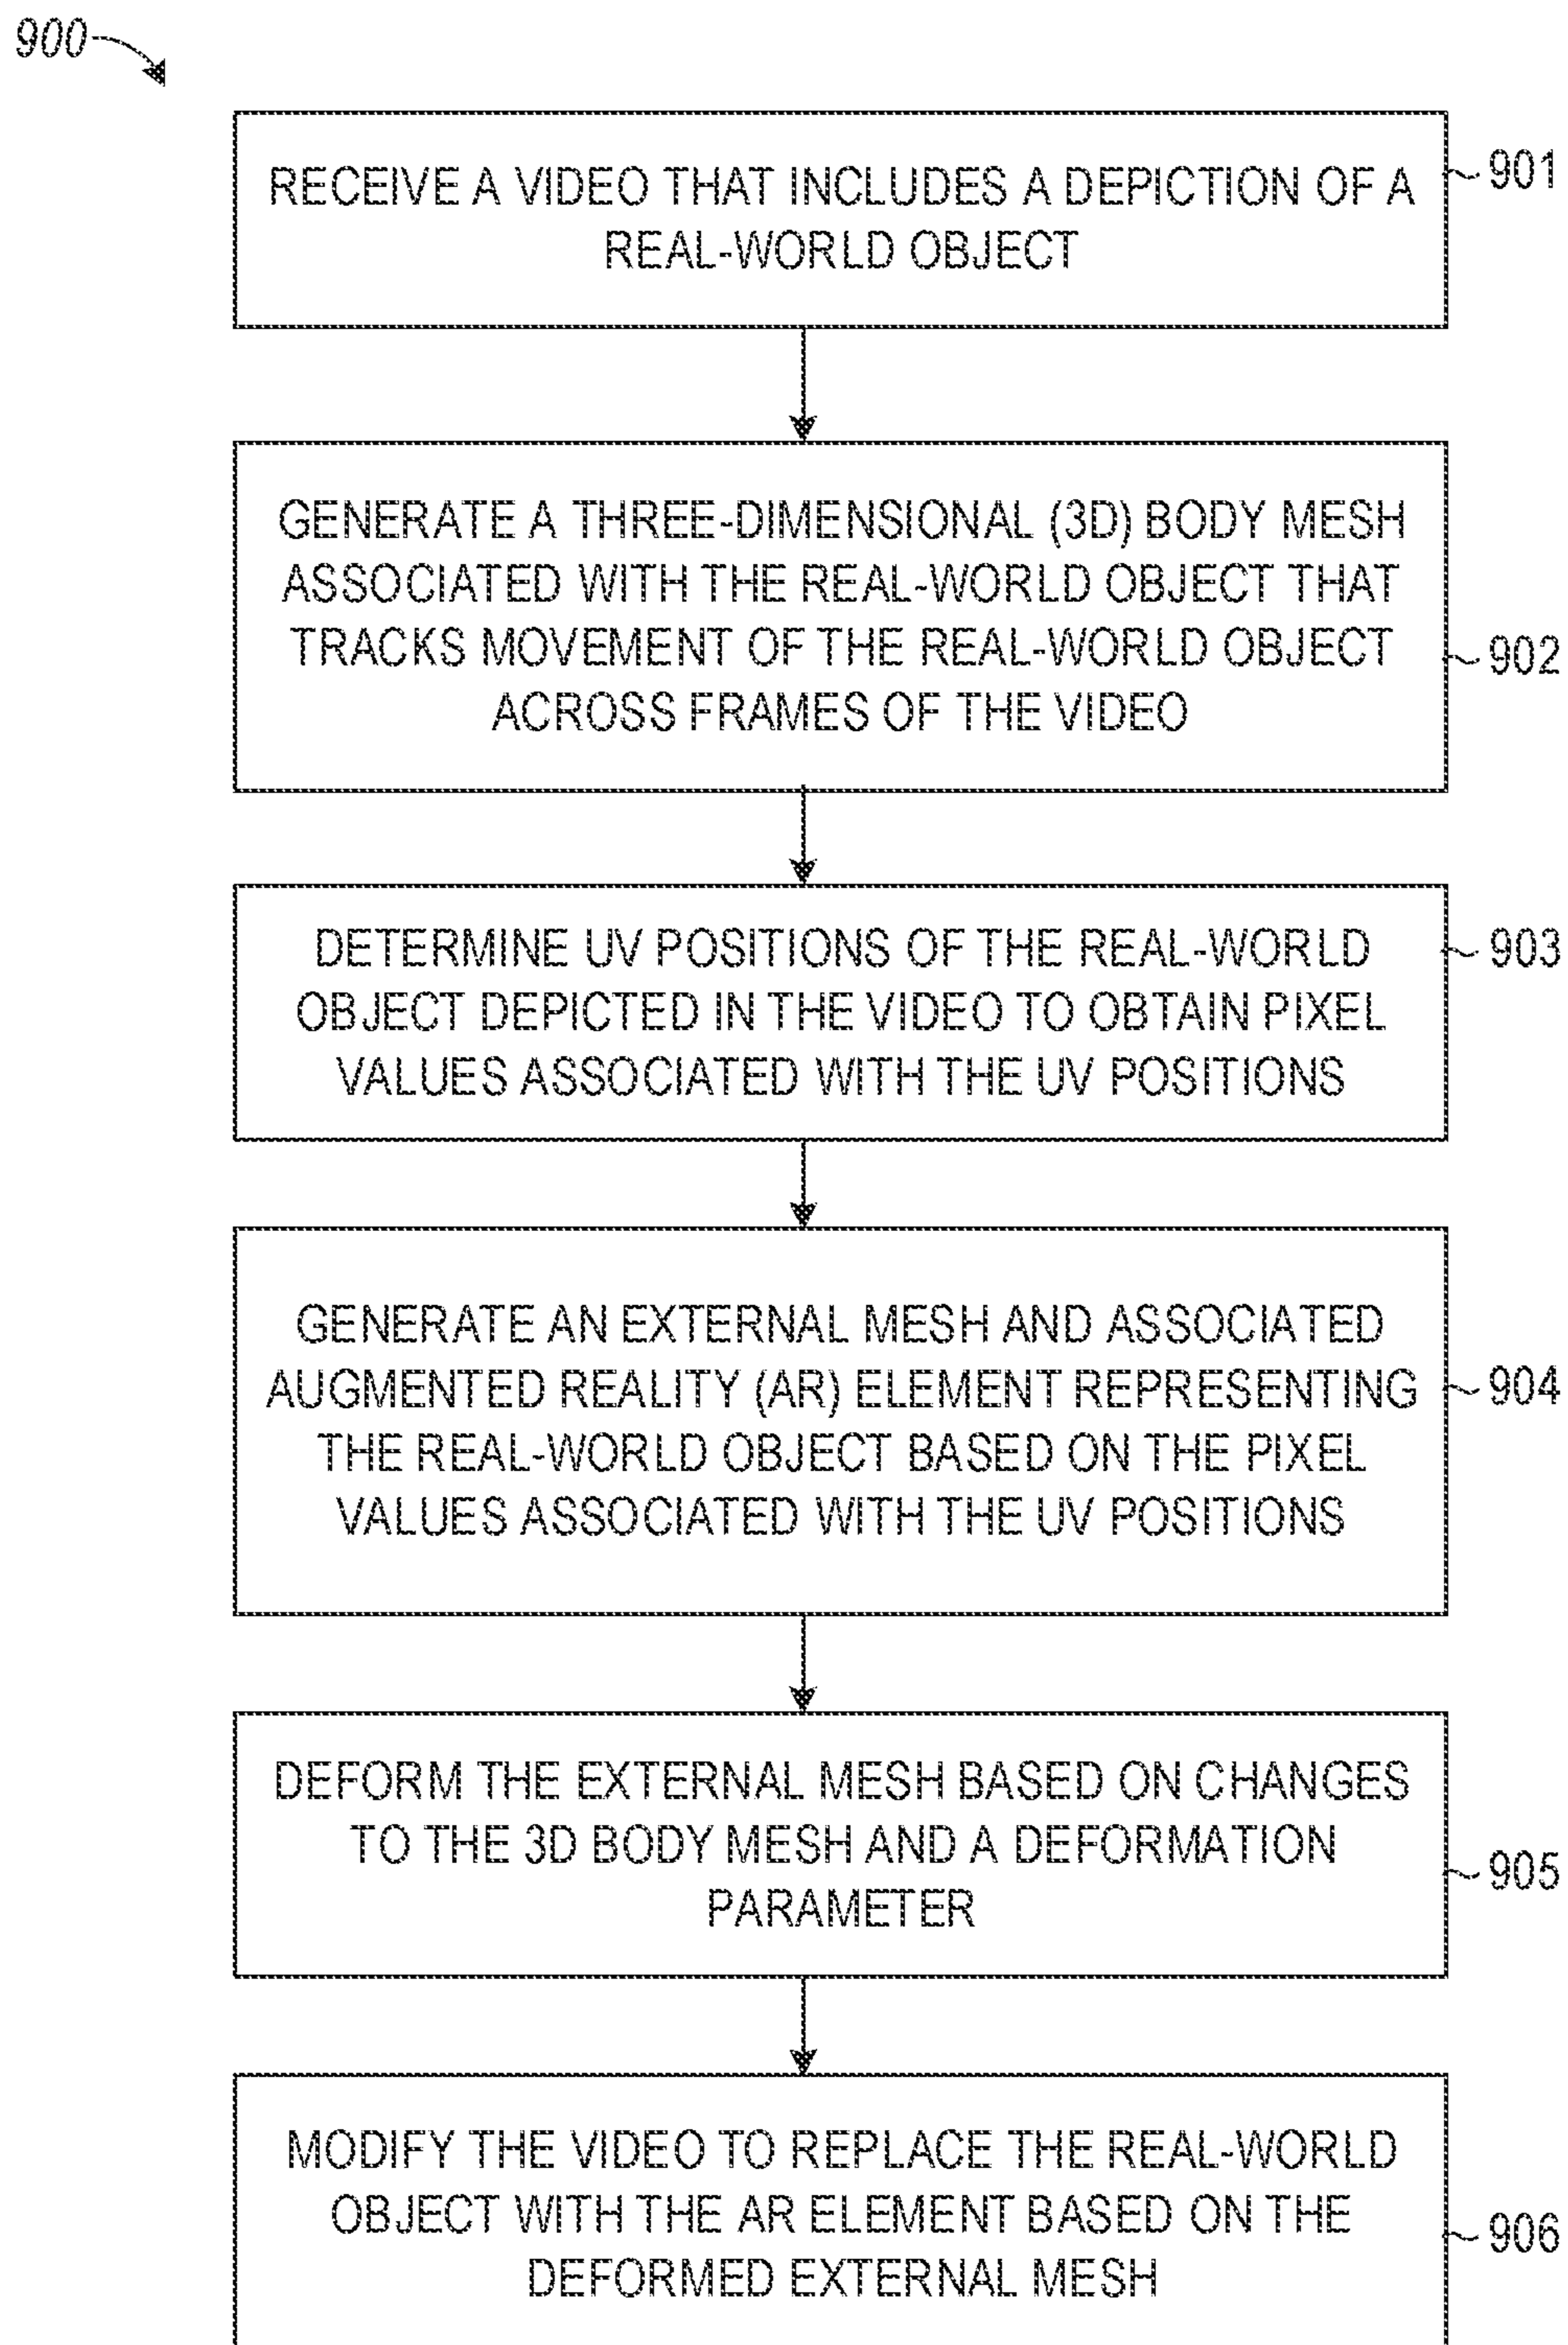 900
RECEIVE A VIDEO THAT INCLUDES A DEPICTION OF A
REAL-WORLD OBJECT
901
GENERATE A THREE-DIMENSIONAL (3D) BODY MESH
ASSOCIATED WITH THE REAL-WORLD OBJECT THAT
TRACKS MOVEMENT OF THE REAL-WORLD OBJECT
ACROSS FRAMES OF THE VIDEO
902
DETERMINE UV POSITIONS OF THE REAL-WORLD
OBJECT DEPICTED IN THE VIDEO TO OBTAIN PIXEL
VALUES ASSOCIATED WITH THE UV POSITIONS
903
GENERATE AN EXTERNAL MESH AND ASSOCIATED
AUGMENTED REALITY (AR) ELEMENT REPRESENTING
THE REAL-WORLD OBJECT BASED ON THE PIXEL
VALUES ASSOCIATED WITH THE UV POSITIONS
904
DEFORM THE EXTERNAL MESH BASED ON CHANGES
TO THE 3D BODY MESH AND A DEFORMATION
PARAMETER
905
MODIFY THE VIDEO TO REPLACE THE REAL-WORLD
OBJECT WITH THE AR ELEMENT BASED ON THE
DEFORMED EXTERNAL MESH
906